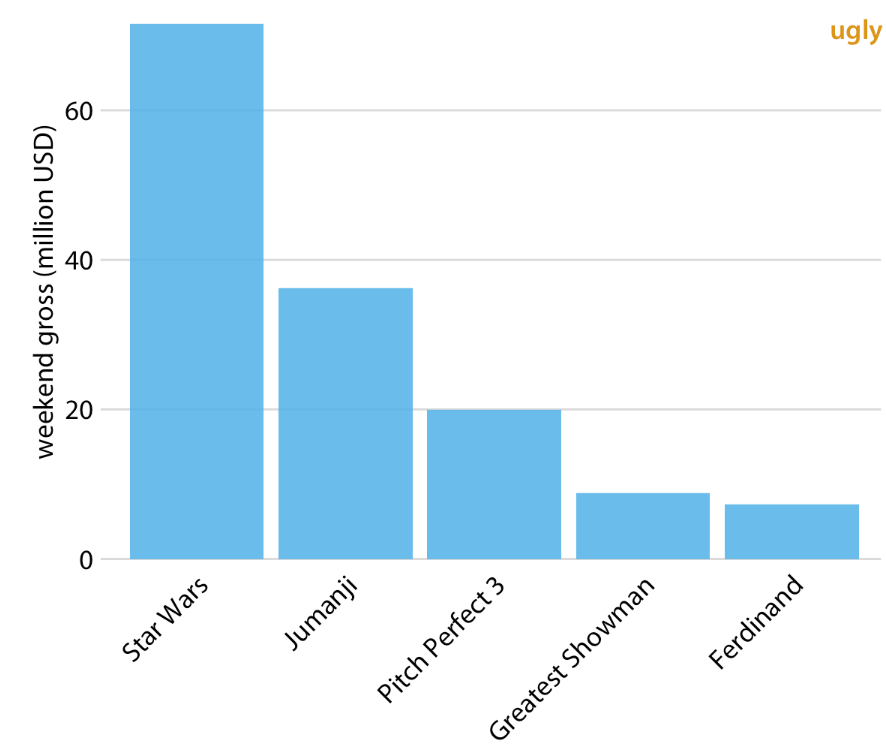 ugly
weekend gross (million USD)
60
40
20
0
Star Wars
Jumanji
Pitch Perfect 3
Greatest Showman
Ferdinand